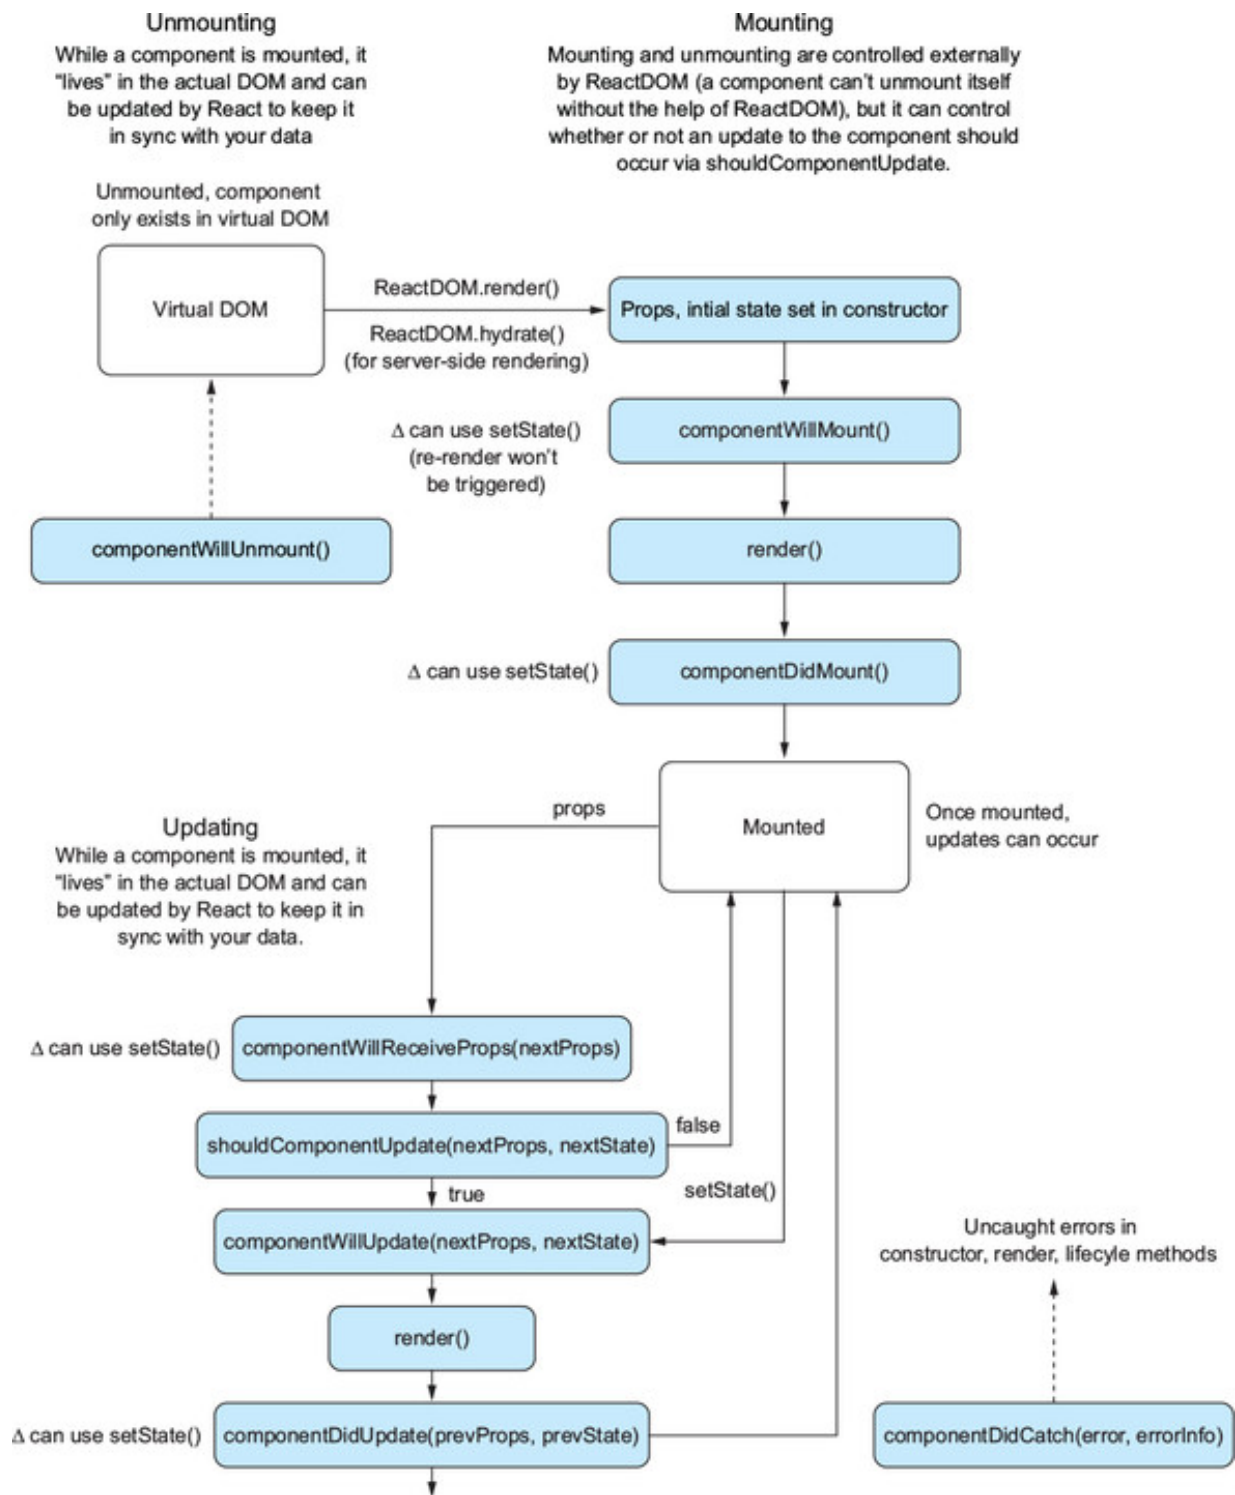 Unmounting
While a component is mounted, it
“lives” in the actual DOM and can
be updated by React to keep it
in sync with your data
Mounting
Mounting and unmounting are controlled externally
by ReactDOM (a component can’t unmount itself
without the help of ReactDOM), but it can control
whether or not an update to the component should
occur via shouldComponentUpdate.
Unmounted, component
only exists in virtual DOM
Virtual DOM
ReactDOM.render()
ReactDOM.hydrate()
(for server-side rendering)
Props, intial state set in constructor
Δ can use setState()
(re-render won’t
be triggered)
componentWillMount()
componentWillUnmount()
render()
Δ can use setState()
componentDidMount()
props
Mounted
Once mounted,
updates can occur
Updating
While a component is mounted, it
“lives” in the actual DOM and can
be updated by React to keep it in
sync with your data.
Δ can use setState()
componentWillReceiveProps(nextProps)
shouldComponentUpdate(nextProps, nextState)
false
true
setState()
componentWillUpdate(nextProps, nextState)
Uncaught errors in
constructor, render, lifecyle methods
render()
Δ can use setState()
componentDidUpdate(prevProps, prevState)
componentDidCatch(error, errorInfo)